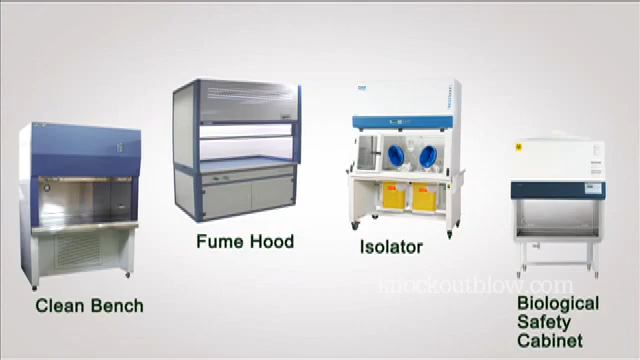 Fume Hood
Isolator
Clean Bench
knockoutblow.com
Biological
Safety
Cabinet